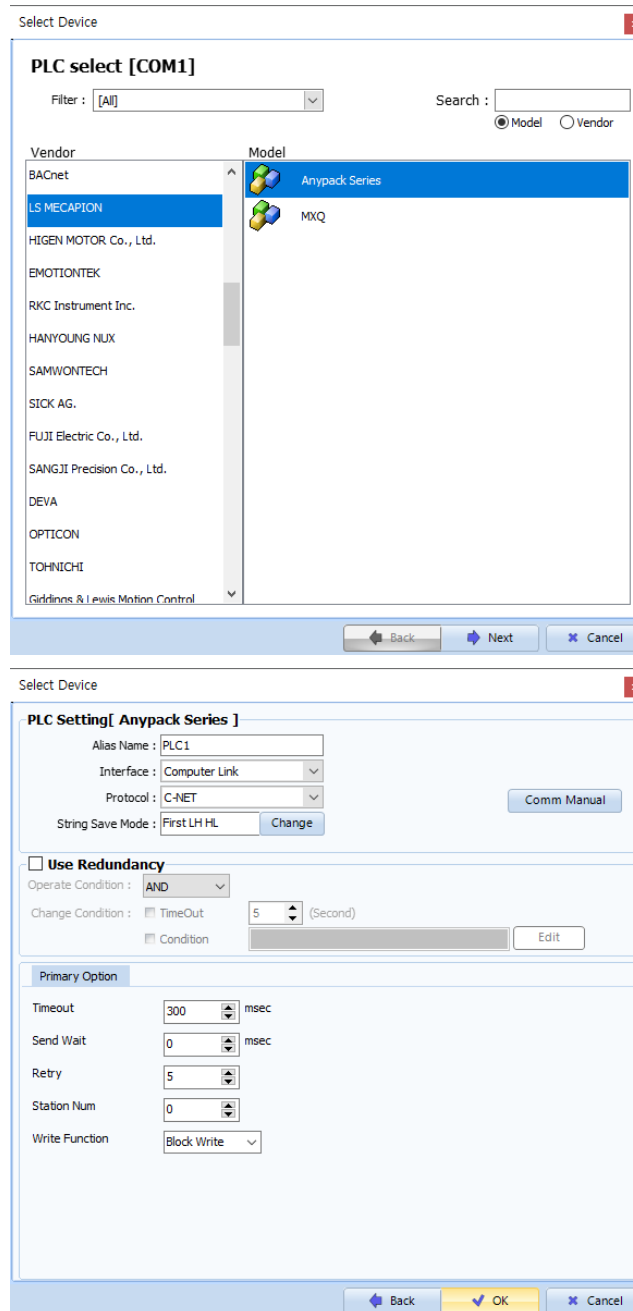 Select Device
PLC select [COM1]
Filter : [All] Search :
Model Vendor
Vendor Model
BACnet
LS MECAPION
HIGEN MOTOR Co., Ltd.
EMOTIONTEK
RKC Instrument Inc.
HANYOUNG NUX
SAMWONTECH
SICK AG.
FUJI Electric Co., Ltd.
SANGJI Precision Co., Ltd.
DEVA
OPTICON
TOHNICHI
Giddings & Lewis Motion Control
Anypack Series
MXQ
Back Next Cancel
Select Device
PLC Setting[ Anypack Series ]
Alias Name : PLC1
Interface : Computer Link
Protocol : C-NET Comm Manual
String Save Mode : First LH HL Change
Use Redundancy
Operate Condition : AND
Change Condition : TimeOut 5 (Second)
Condition Edit
Primary Option
Timeout 300 msec
Send Wait 0 msec
Retry 5
Station Num 0
Write Function Block Write
Back OK Cancel